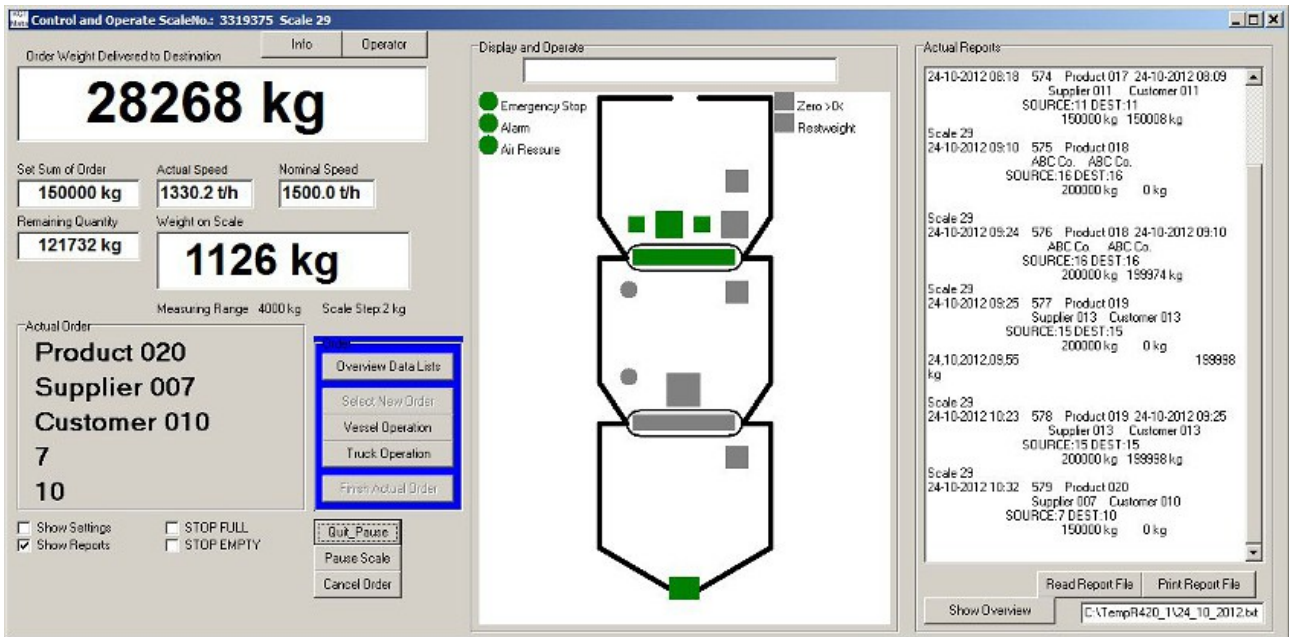 Control and Operate ScaleNo.: 3319375 Scale 29
Info Operator
Order Weight Delivered to Destination
28268 kg
Set Sum of Order Actual Speed Nominal Speed
150000 kg 1330.2 t/h 1500.0 t/h
Remaining Quantity Weight on Scale
121732 kg
1126 kg
Measuring Range 4000 kg Scale Step:2 kg
Actual Order
Product 020
Supplier 007
Customer 010
7
10
Order
Overview Data Lists
Select New Order
Vessel Operation
Truck Operation
Finish Actual Order
Show Settings STOP FULL
Show Reports STOP EMPTY
Quit_Pause
Pause Scale
Cancel Order
Display and Operate
Emergency Stop
Alarm
Air Ressure
Zero >0<
Restweight
Actual Reports
24-10-2012 08:18 574 Product 017 24-10-2012 08:09
Supplier 011 Customer 011
SOURCE:11 DEST:11
150000 kg 150008 kg
Scale 29
24-10-2012 09:10 575 Product 018
ABC Co. ABC Co.
SOURCE:16 DEST:16
200000 kg 0 kg
Scale 29
24-10-2012 09:24 576 Product 018 24-10-2012 09:10
ABC Co. ABC Co.
SOURCE:16 DEST:16
200000 kg 199974 kg
Scale 29
24-10-2012 09:25 577 Product 019
Supplier 013 Customer 013
SOURCE:15 DEST:15
200000 kg 0 kg
24,10,2012,09,55 199998
kg
Scale 29
24-10-2012 10:23 578 Product 019 24-10-2012 09:25
Supplier 013 Customer 013
SOURCE:15 DEST:15
200000 kg 199998 kg
Scale 29
24-10-2012 10:32 579 Product 020
Supplier 007 Customer 010
SOURCE:7 DEST:10
150000 kg 0 kg
Read Report File Print Report File
Show Overview C:\TempR420_1\24_10_2012.txt